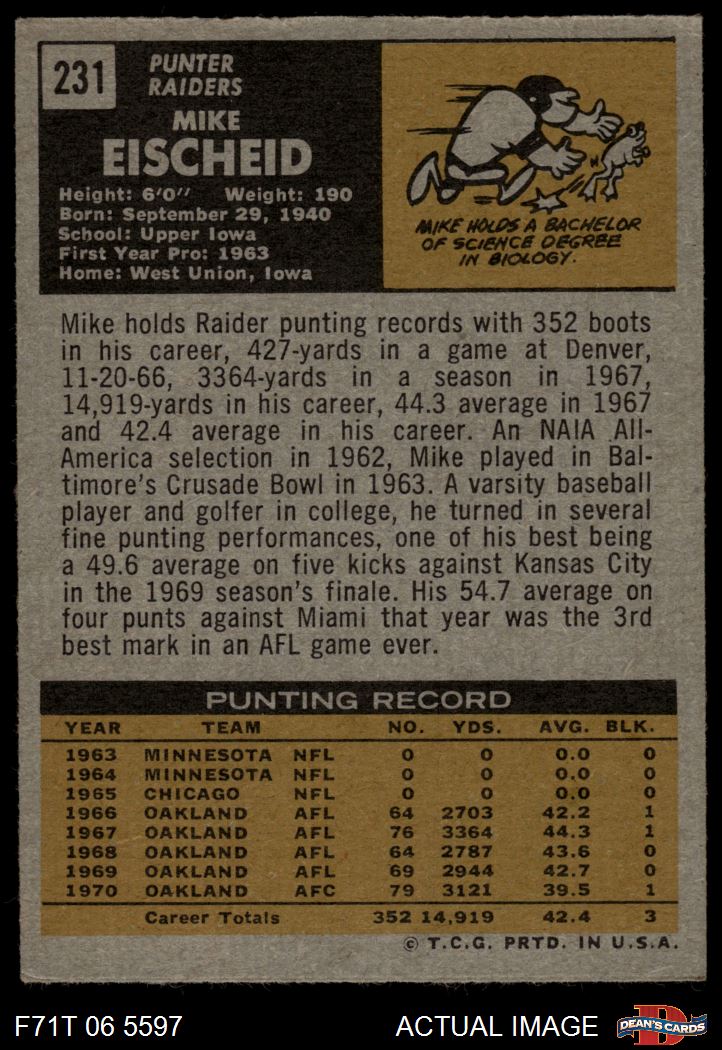 231
PUNTER
RAIDERS
MIKE
EISCHEID
Height: 6'0" Weight: 190
Born: September 29, 1940
School: Upper Iowa
First Year Pro: 1963
Home: West Union, Iowa
MIKE HOLDS A BACHELOR
OF SCIENCE DEGREE
IN BIOLOGY.
Mike holds Raider punting records with 352 boots
in his career, 427-yards in a game at Denver,
11-20-66, 3364-yards in a season in 1967,
14,919-yards in his career, 44.3 average in 1967
and 42.4 average in his career. An NAIA All-
America selection in 1962, Mike played in Bal-
timore's Crusade Bowl in 1963. A varsity baseball
player and golfer in college, he turned in several
fine punting performances, one of his best being
a 49.6 average on five kicks against Kansas City
in the 1969 season's finale. His 54.7 average on
four punts against Miami that year was the 3rd
best mark in an AFL game ever.
PUNTING RECORD
YEAR TEAM NO. YDS. AVG. BLK.
1963 MINNESOTA NFL 0 0 0.0 0
1964 MINNESOTA NFL 0 0 0.0 0
1965 CHICAGO NFL 0 0 0.0 0
1966 OAKLAND AFL 64 2703 42.2 1
1967 OAKLAND AFL 76 3364 44.3 1
1968 OAKLAND AFL 64 2787 43.6 0
1969 OAKLAND AFL 69 2944 42.7 0
1970 OAKLAND AFC 79 3121 39.5 1
Career Totals 352 14,919 42.4 3
© T.C.G. PRTD. IN U.S.A.
F71T 06 5597 ACTUAL IMAGE
D
DEAN'S CARDS